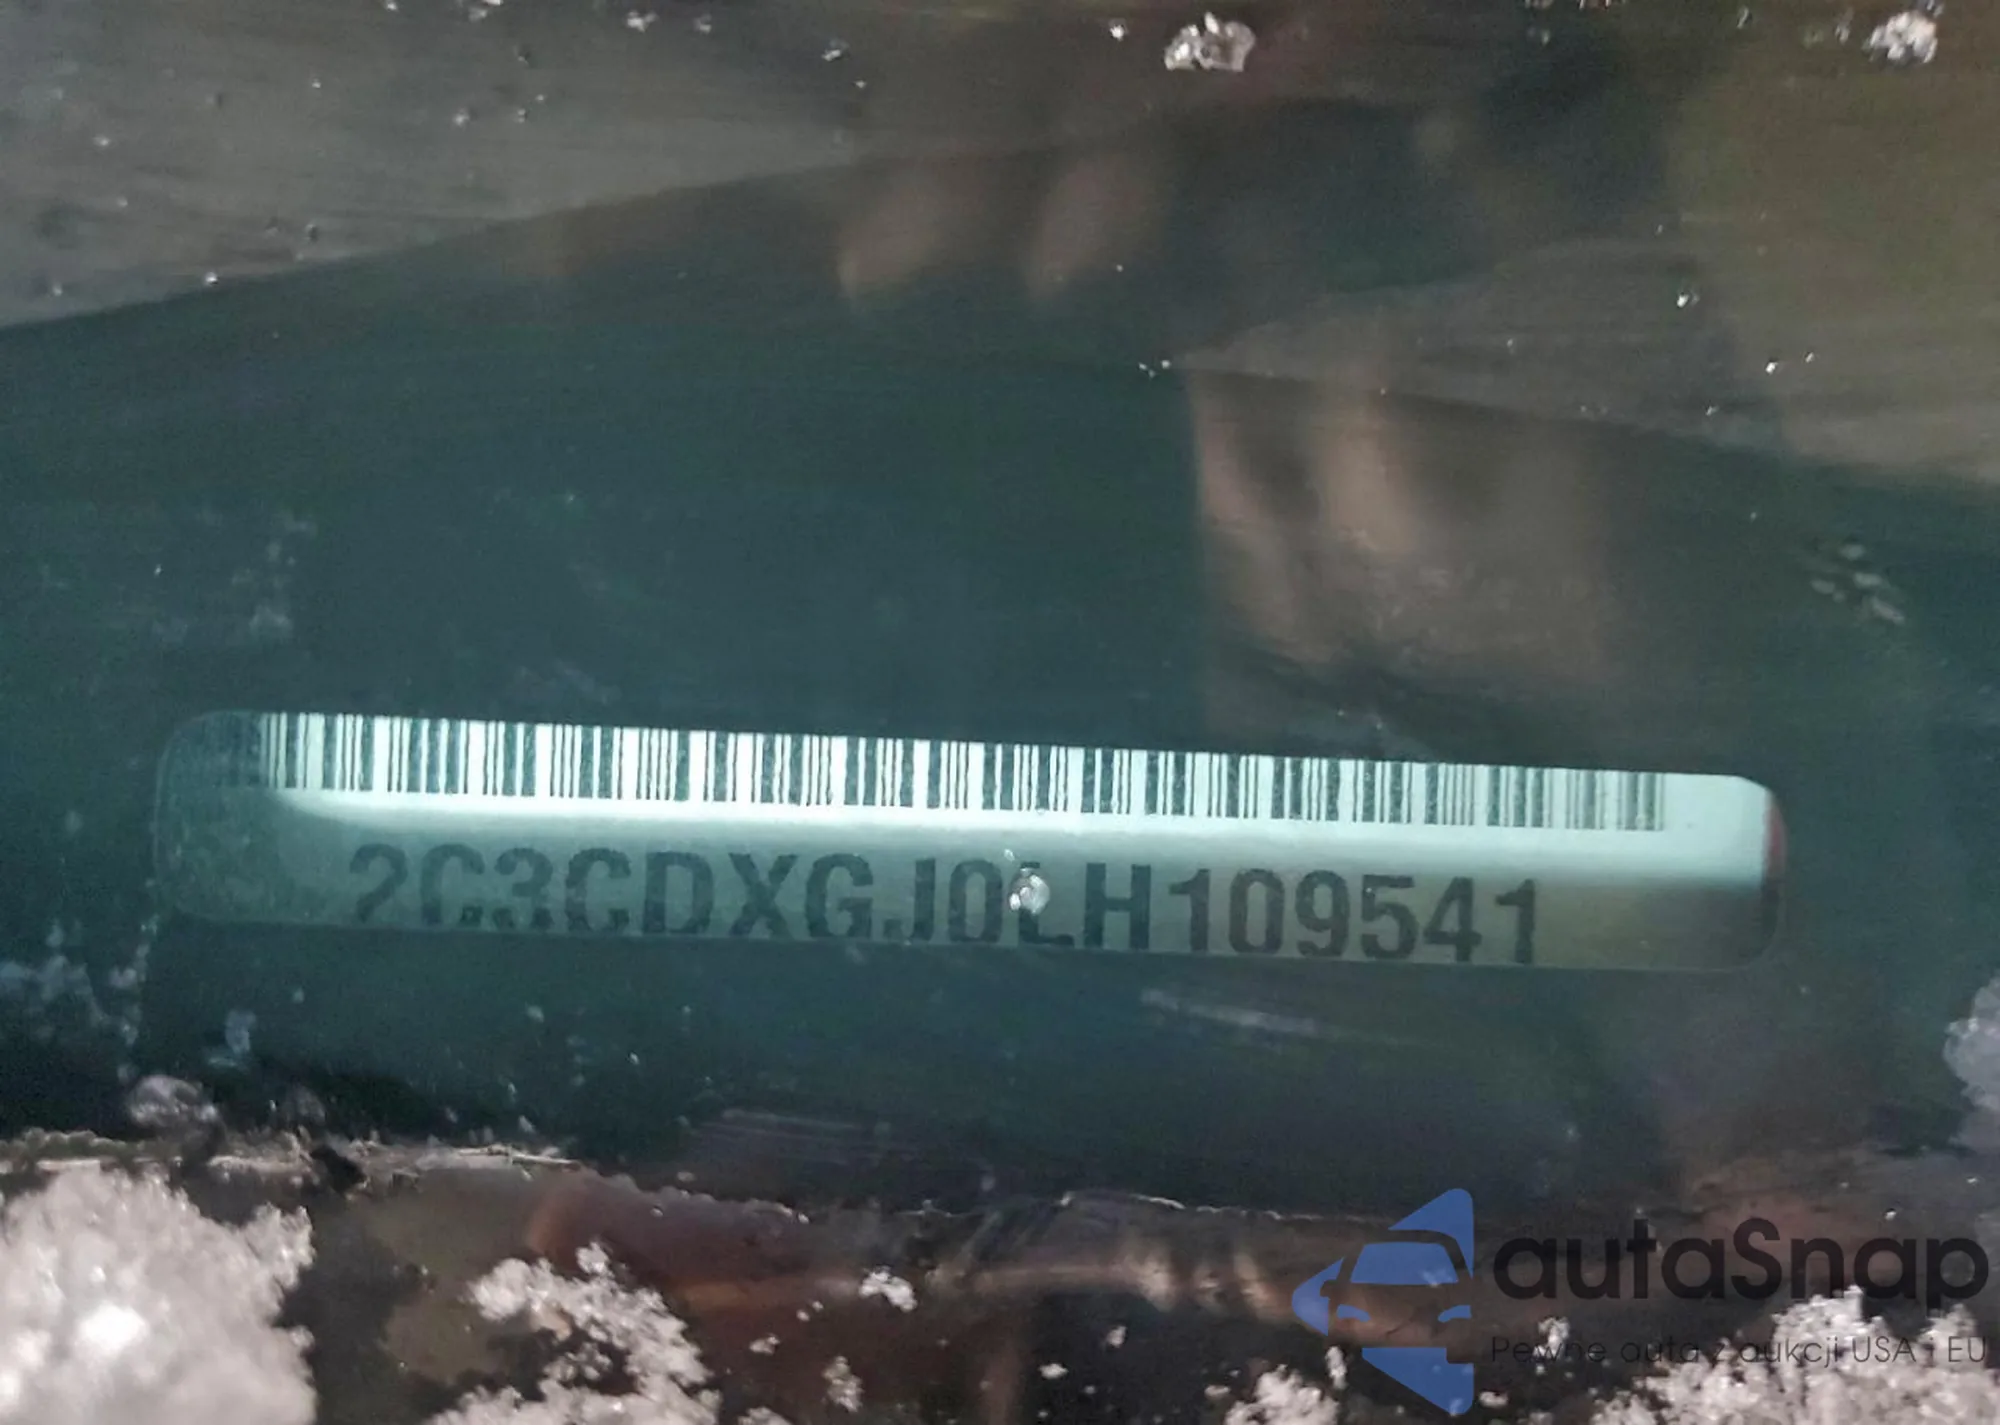 2C3CDXGJ0LH109541
autaSnap
Pewne auta z aukcji USA i EU